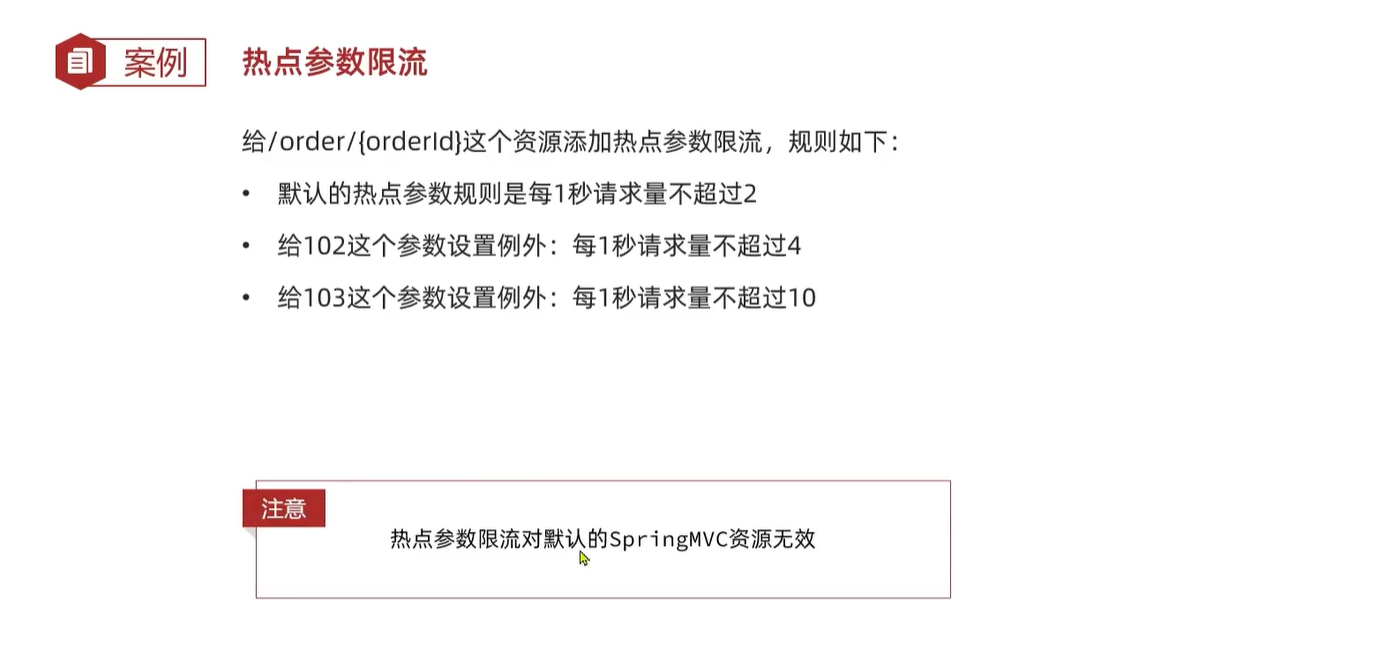 案例
热点参数限流
给/order/{orderId}这个资源添加热点参数限流，规则如下：
• 默认的热点参数规则是每1秒请求量不超过2
• 给102这个参数设置例外：每1秒请求量不超过4
• 给103这个参数设置例外：每1秒请求量不超过10
注意
热点参数限流对默认的SpringMVC资源无效